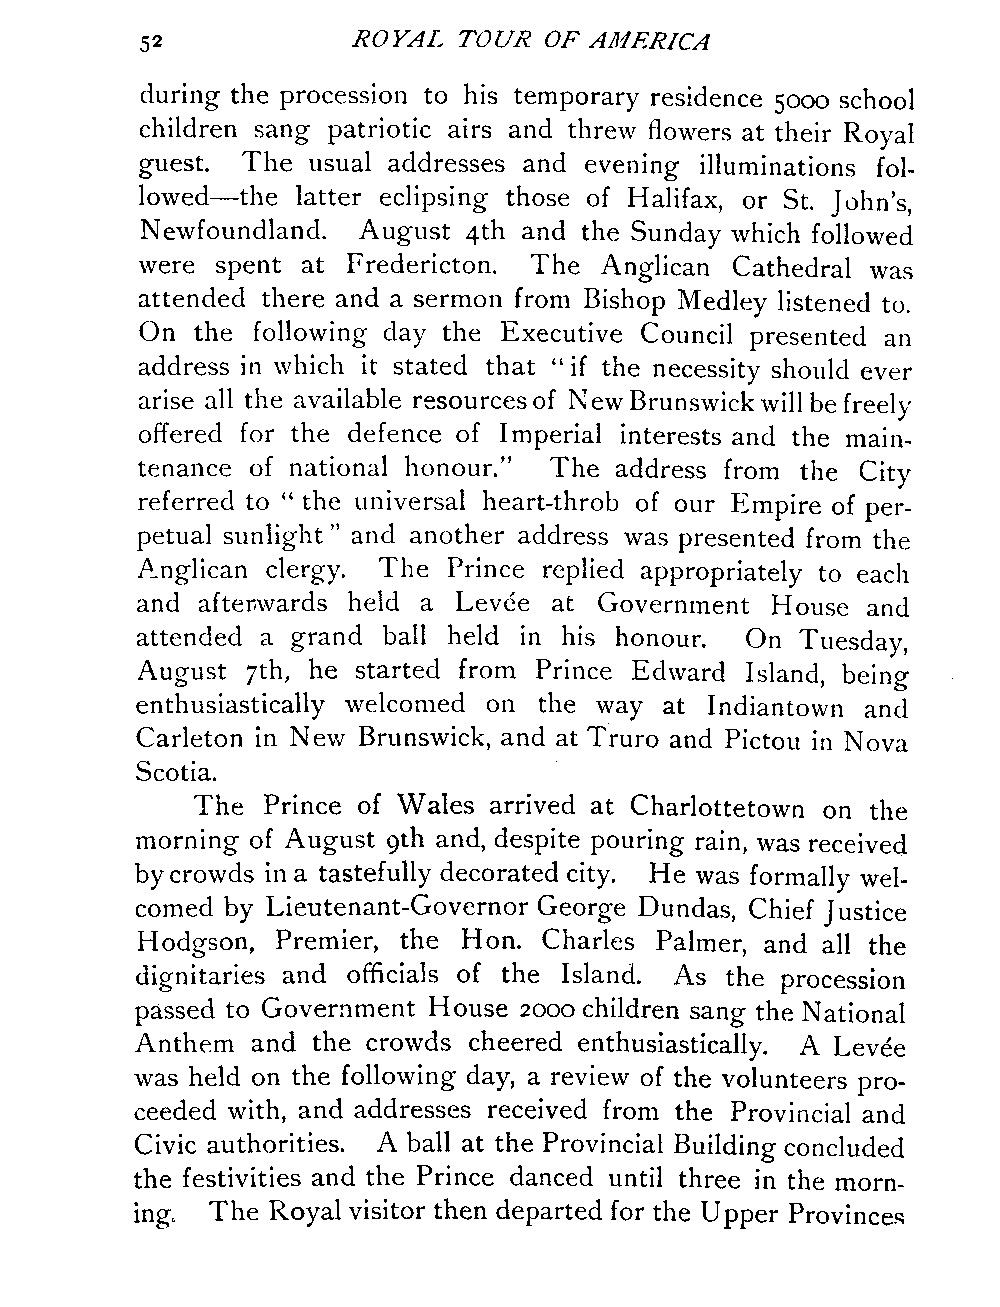 52 ROYAL TOUR OF AMERICA
during the procession to his temporary residence 5000 school
children sang patriotic airs and threw flowers at their Royal
guest. The usual addresses and evening illuminations fol-
lowed—the latter eclipsing those of Halifax, or St. John's,
Newfoundland. August 4th and the Sunday which followed
were spent at Fredericton. The Anglican Cathedral was
attended there and a sermon from Bishop Medley listened to.
On the following day the Executive Council presented an
address in which it stated that “if the necessity should ever
arise all the available resources of New Brunswick will be freely
offered for the defence of Imperial interests and the main-
tenance of national honour.” The address from the City
referred to “the universal heart-throb of our Empire of per-
petual sunlight” and another address was presented from the
Anglican clergy. The Prince replied appropriately to each
and afterwards held a Levée at Government House and
attended a grand ball held in his honour. On Tuesday,
August 7th, he started from Prince Edward Island, being
enthusiastically welcomed on the way at Indiantown and
Carleton in New Brunswick, and at Truro and Pictou in Nova
Scotia.
The Prince of Wales arrived at Charlottetown on the
morning of August 9th and, despite pouring rain, was received
by crowds in a tastefully decorated city. He was formally wel-
comed by Lieutenant-Governor George Dundas, Chief Justice
Hodgson, Premier, the Hon. Charles Palmer, and all the
dignitaries and officials of the Island. As the procession
passed to Government House 2000 children sang the National
Anthem and the crowds cheered enthusiastically. A Levée
was held on the following day, a review of the volunteers pro-
ceeded with, and addresses received from the Provincial and
Civic authorities. A ball at the Provincial Building concluded
the festivities and the Prince danced until three in the morn-
ing. The Royal visitor then departed for the Upper Provinces